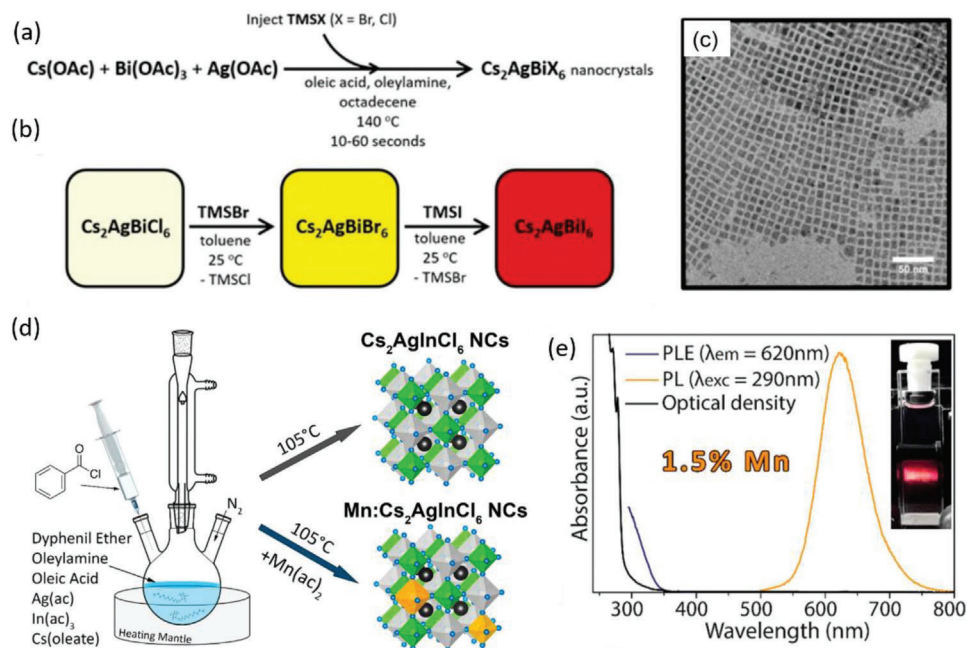 (a)
Inject TMSX (X = Br, Cl)
Cs(OAc) + Bi(OAc)₃ + Ag(OAc)
Cs₂AgBiX₆ nanocrystals
oleic acid, oleylamine,
octadecene
140 °C
10-60 seconds
(b)
Cs₂AgBiCl₆
TMSBr
toluene
25 °C
- TMSCl
Cs₂AgBiBr₆
TMSI
toluene
25 °C
- TMSBr
Cs₂AgBiI₆
(c)
50 nm
(d)
O
Cl
N₂
Dyphenil Ether
Oleylamine
Oleic Acid
Ag(ac)
In(ac)₃
Cs(oleate)
Heating Mantle
105°C
Cs₂AgInCl₆ NCs
105°C
+Mn(ac)₂
Mn:Cs₂AgInCl₆ NCs
(e)
PLE (λem = 620nm)
PL (λexc = 290nm)
Optical density
1.5% Mn
Absorbance (a.u.)
300 400 500 600 700 800
Wavelength (nm)